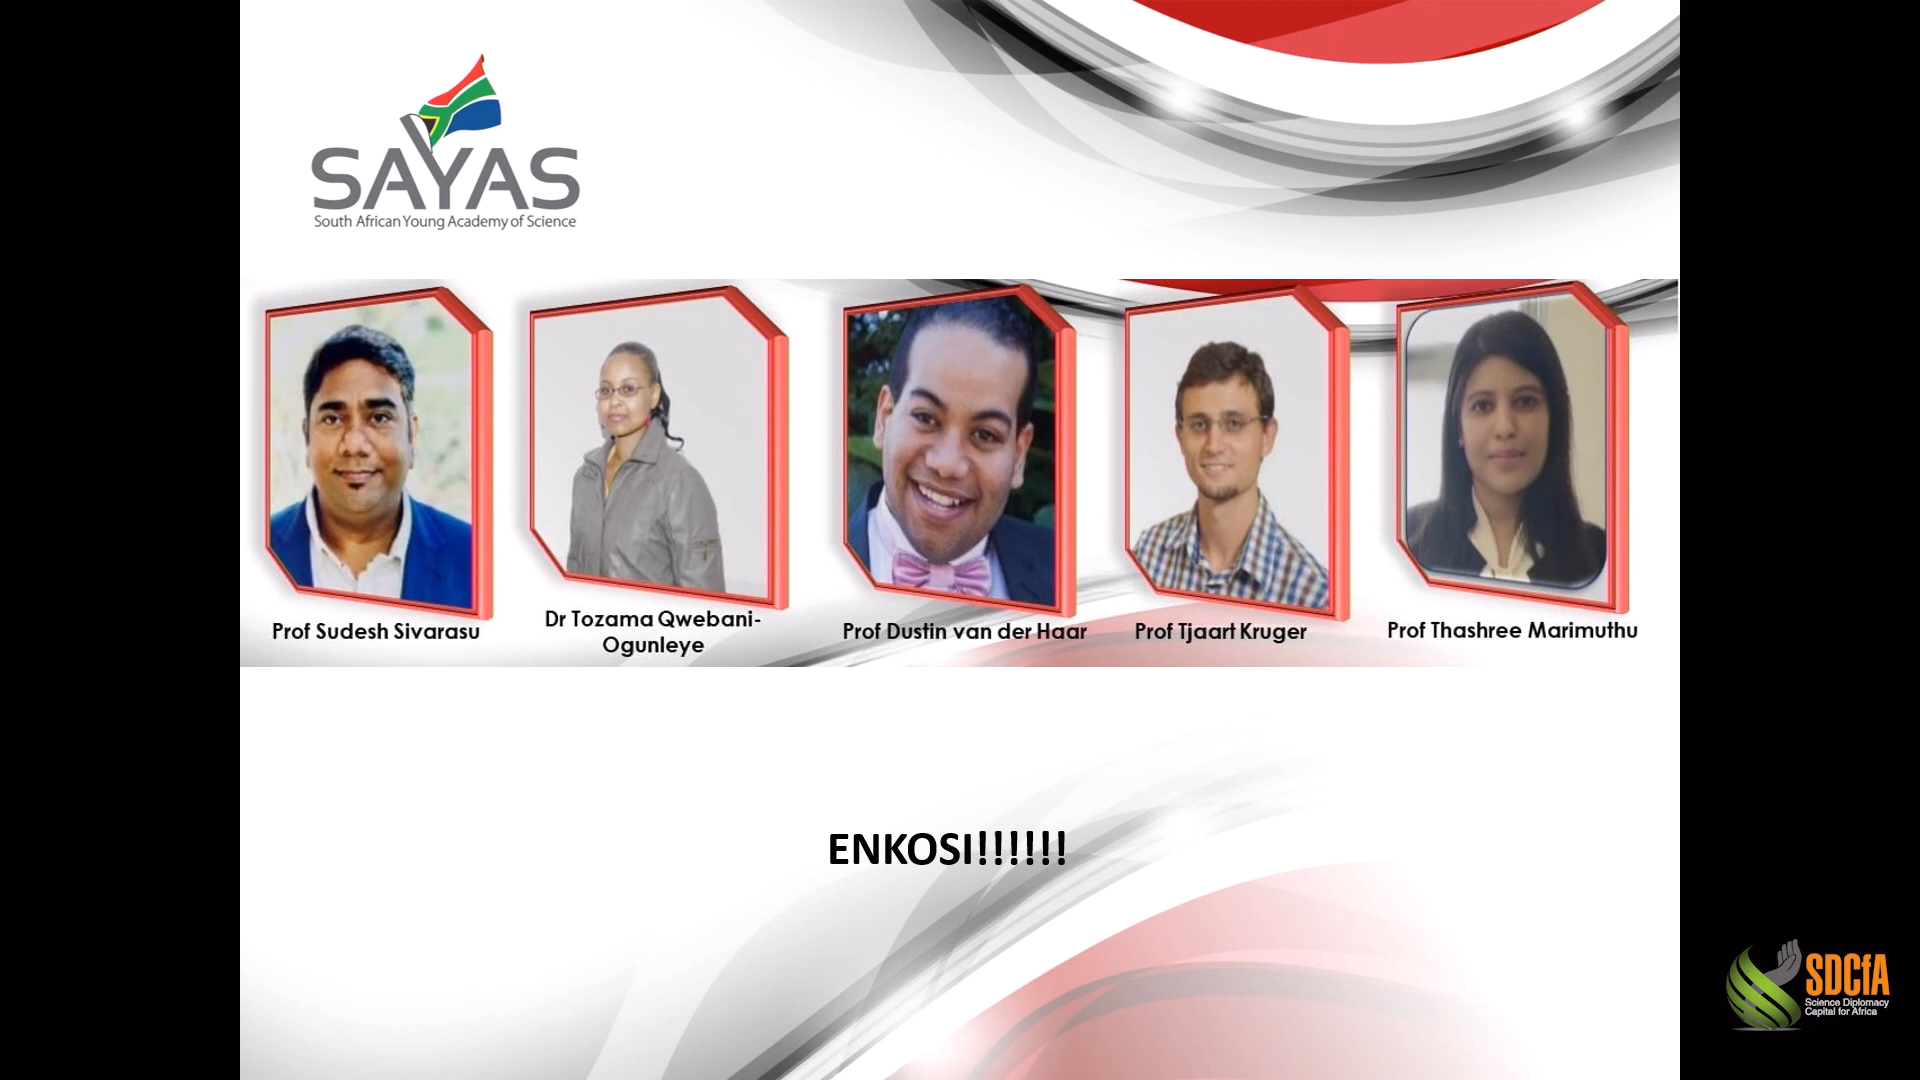 SAYAS
South African Young Academy of Science
Prof Sudesh Sivarasu
Dr Tozama Qwebani-
Ogunleye
Prof Dustin van der Haar
Prof Tjaart Kruger
Prof Thashree Marimuthu
ENKOSI!!!!!!
SDCfA
Science Diplomacy
Capital for Africa